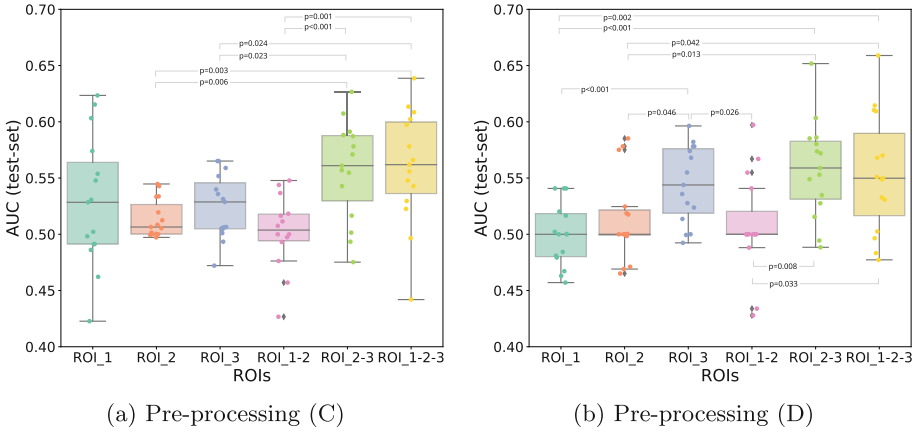 0.70
0.65
0.60
0.55
0.50
0.45
0.40
AUC (test-set)
p=0.001
p<0.001
p=0.024
p=0.023
p=0.003
p=0.006
ROI_1 ROI_2 ROI_3 ROI_1-2 ROI_2-3 ROI_1-2-3
ROIs
(a) Pre-processing (C)
0.70
0.65
0.60
0.55
0.50
0.45
0.40
AUC (test-set)
p=0.002
p<0.001
p=0.042
p=0.013
p<0.001
p=0.046 p=0.026
p=0.008
p=0.033
ROI_1 ROI_2 ROI_3 ROI_1-2 ROI_2-3 ROI_1-2-3
ROIs
(b) Pre-processing (D)